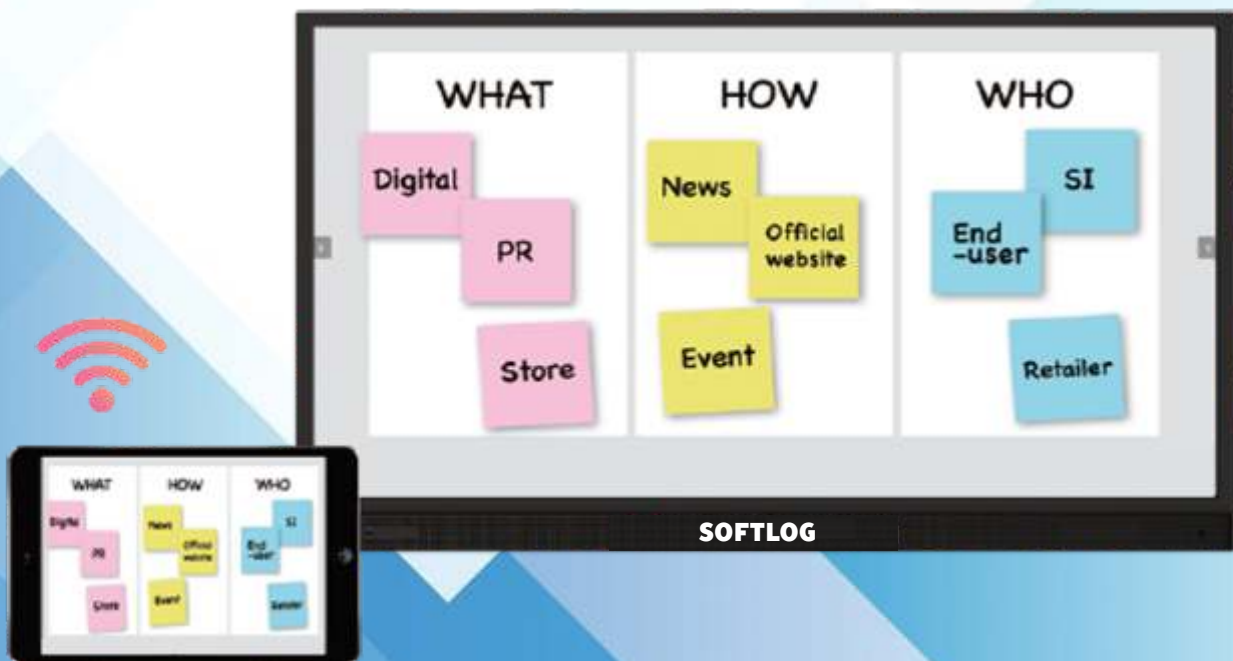 WHAT
Digital
PR
Store
HOW
News
Official
website
Event
WHO
SI
End
-user
Retailer
SOFTLOG
WHAT
Digital
PR
Store
HOW
News
Official
website
Event
WHO
SI
End
-user
Retailer